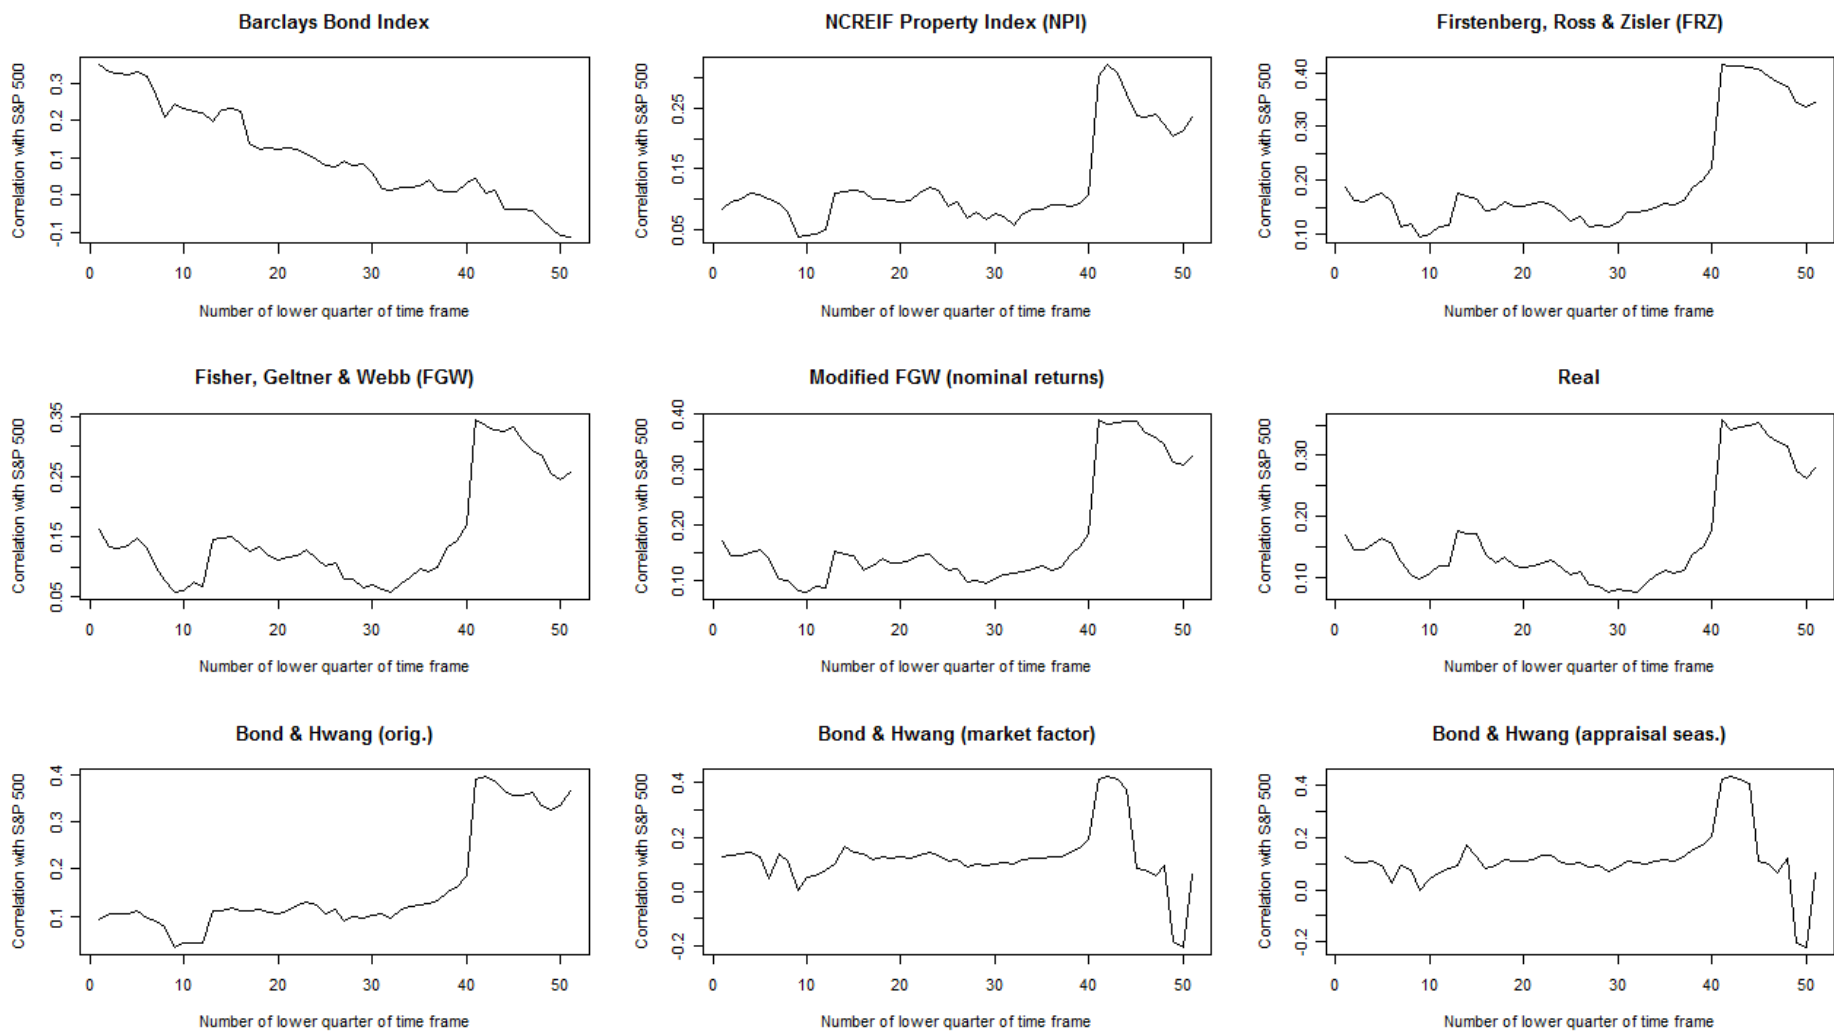 Barclays Bond Index
Correlation with S&P 500
0.3
0.2
0.1
0.0
-0.1
0 10 20 30 40 50
Number of lower quarter of time frame
NCREIF Property Index (NPI)
Correlation with S&P 500
0.25
0.15
0.05
0 10 20 30 40 50
Number of lower quarter of time frame
Firstenberg, Ross & Zisler (FRZ)
Correlation with S&P 500
0.40
0.30
0.20
0.10
0 10 20 30 40 50
Number of lower quarter of time frame
Fisher, Geltner & Webb (FGW)
Correlation with S&P 500
0.35
0.25
0.15
0.05
0 10 20 30 40 50
Number of lower quarter of time frame
Modified FGW (nominal returns)
Correlation with S&P 500
0.40
0.30
0.20
0.10
0 10 20 30 40 50
Number of lower quarter of time frame
Real
Correlation with S&P 500
0.30
0.20
0.10
0 10 20 30 40 50
Number of lower quarter of time frame
Bond & Hwang (orig.)
Correlation with S&P 500
0.4
0.3
0.2
0.1
0 10 20 30 40 50
Number of lower quarter of time frame
Bond & Hwang (market factor)
Correlation with S&P 500
0.4
0.2
0.0
-0.2
0 10 20 30 40 50
Number of lower quarter of time frame
Bond & Hwang (appraisal seas.)
Correlation with S&P 500
0.4
0.2
0.0
-0.2
0 10 20 30 40 50
Number of lower quarter of time frame